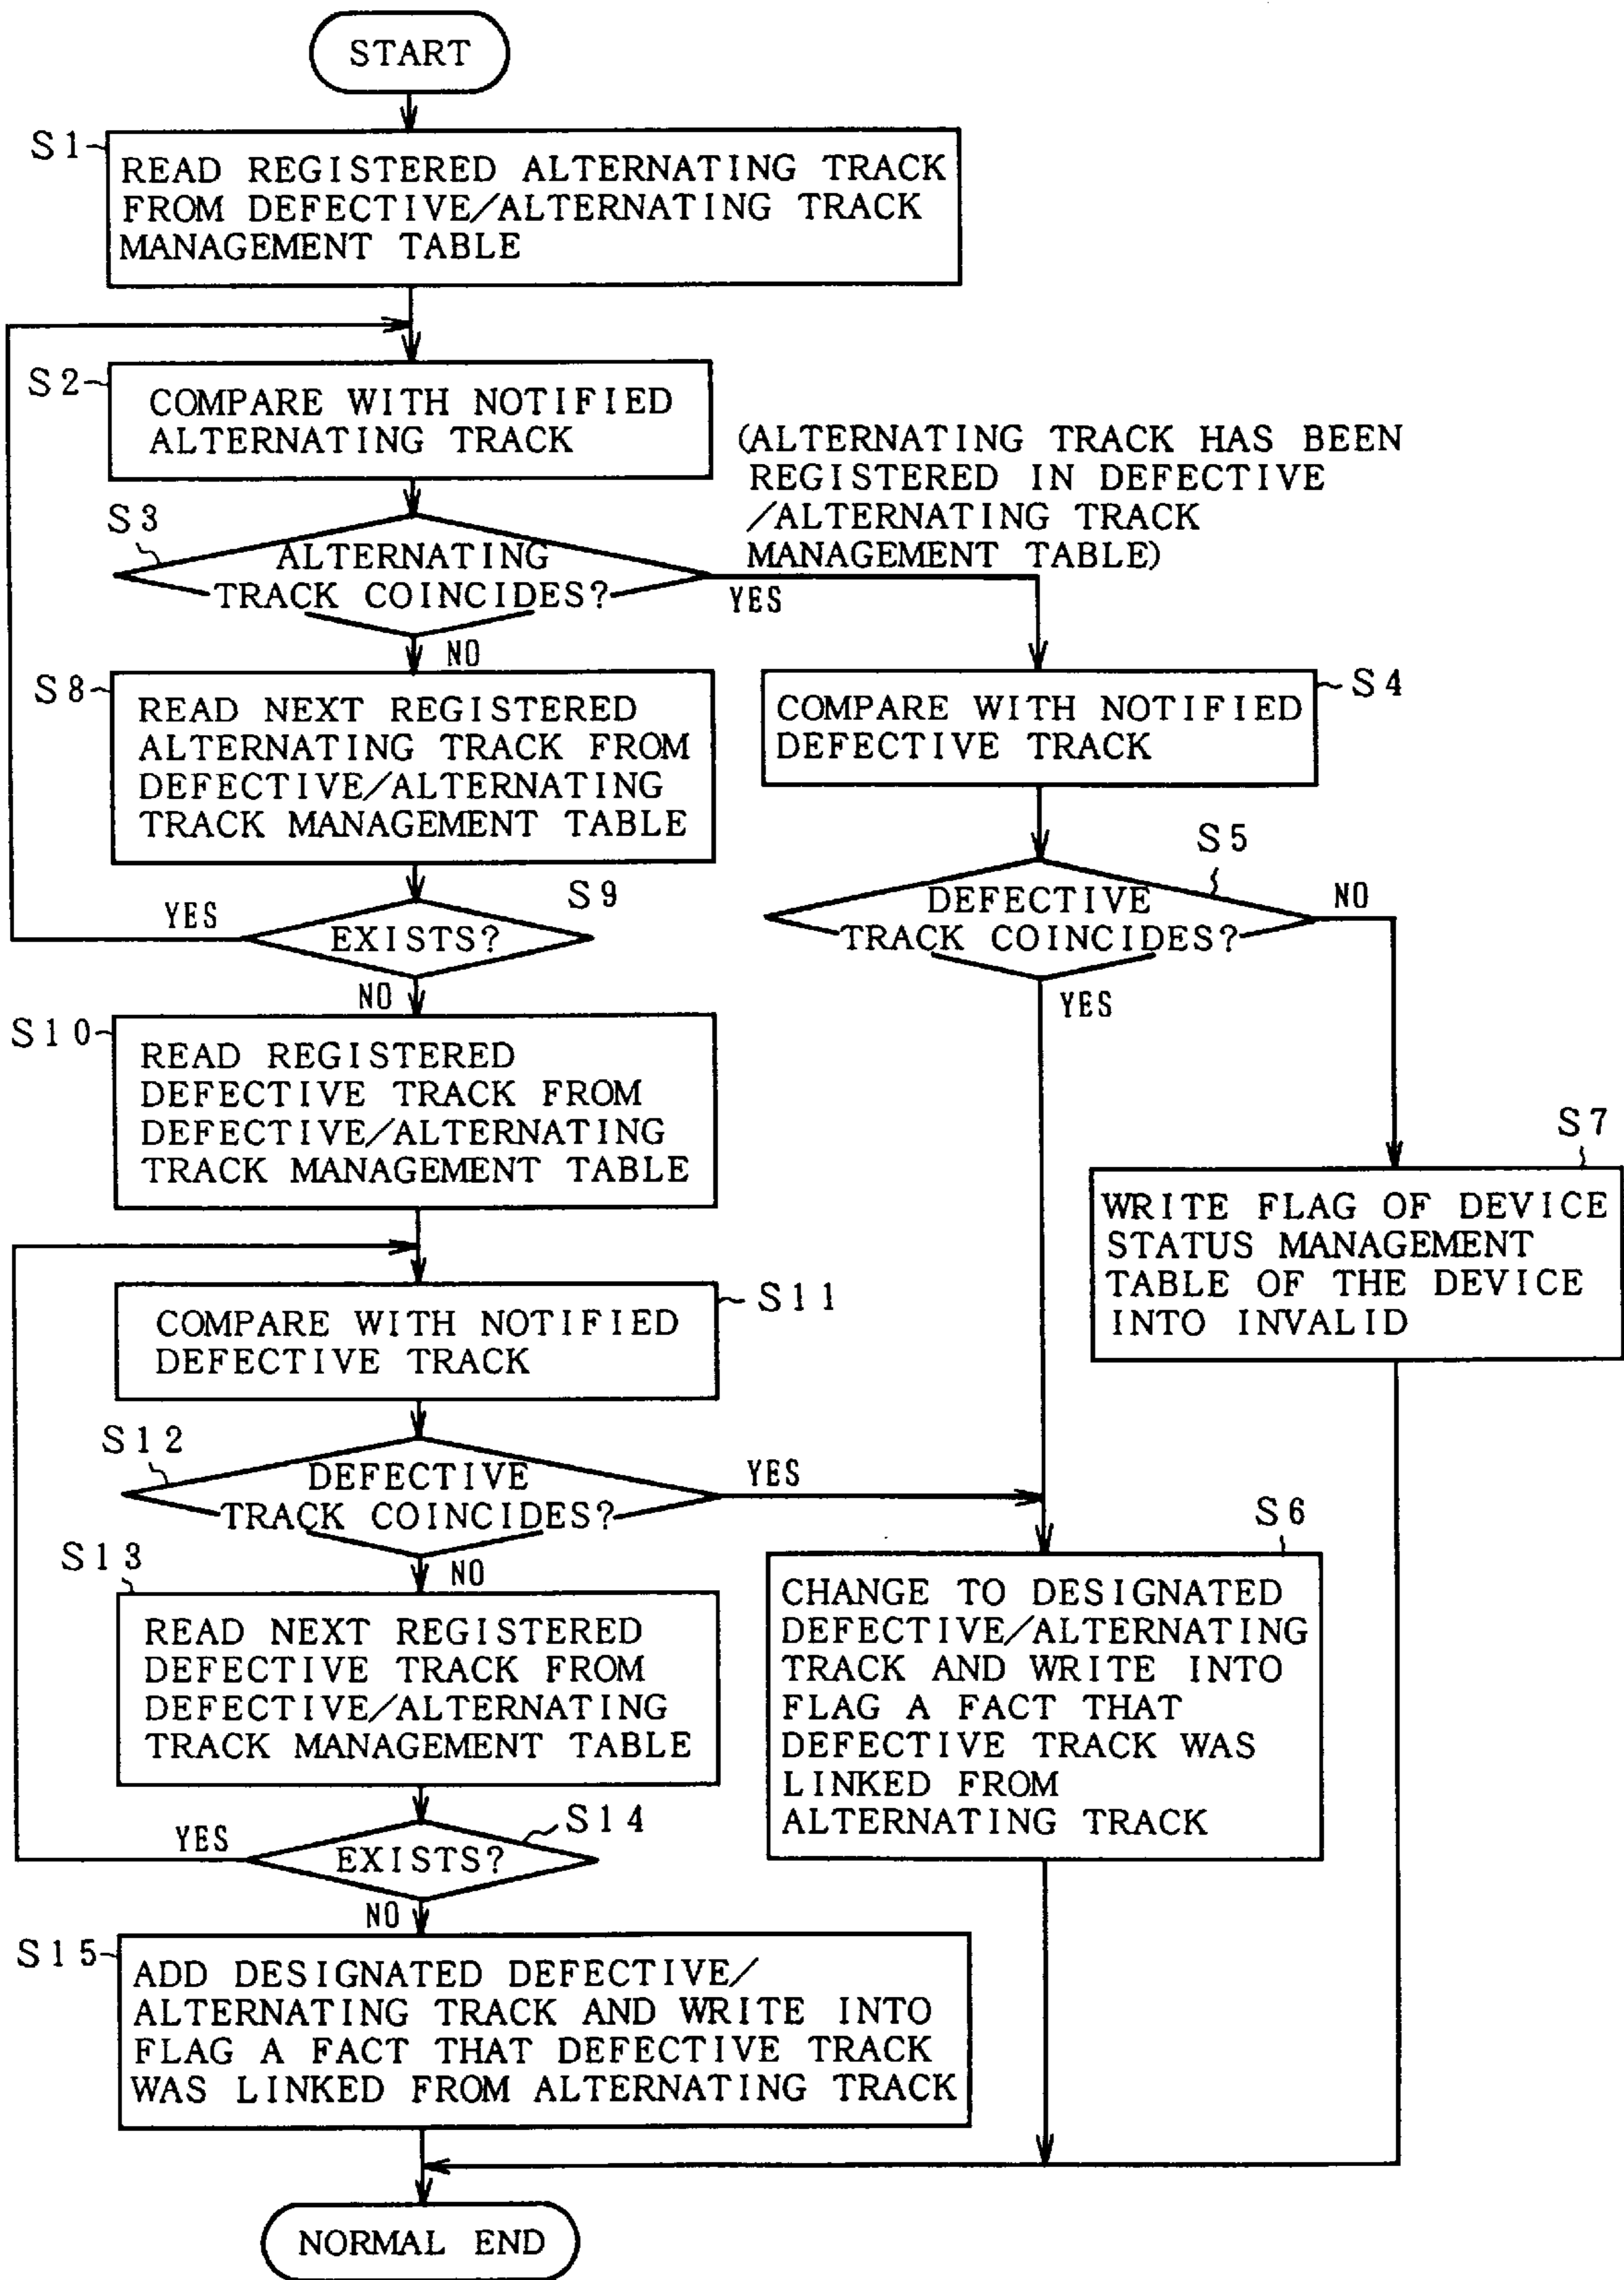 START
S1
READ REGISTERED ALTERNATING TRACK
FROM DEFECTIVE/ALTERNATING TRACK
MANAGEMENT TABLE
S2
COMPARE WITH NOTIFIED
ALTERNATING TRACK
(ALTERNATING TRACK HAS BEEN
REGISTERED IN DEFECTIVE
/ALTERNATING TRACK
MANAGEMENT TABLE)
S3
ALTERNATING
TRACK COINCIDES?
YES
NO
S8
READ NEXT REGISTERED
ALTERNATING TRACK FROM
DEFECTIVE/ALTERNATING
TRACK MANAGEMENT TABLE
S4
COMPARE WITH NOTIFIED
DEFECTIVE TRACK
S5
DEFECTIVE
TRACK COINCIDES?
NO
YES
S9
EXISTS?
YES
NO
S10
READ REGISTERED
DEFECTIVE TRACK FROM
DEFECTIVE/ALTERNATING
TRACK MANAGEMENT TABLE
S7
WRITE FLAG OF DEVICE
STATUS MANAGEMENT
TABLE OF THE DEVICE
INTO INVALID
S11
COMPARE WITH NOTIFIED
DEFECTIVE TRACK
S12
DEFECTIVE
TRACK COINCIDES?
YES
NO
S6
CHANGE TO DESIGNATED
DEFECTIVE/ALTERNATING
TRACK AND WRITE INTO
FLAG A FACT THAT
DEFECTIVE TRACK WAS
LINKED FROM
ALTERNATING TRACK
S13
READ NEXT REGISTERED
DEFECTIVE TRACK FROM
DEFECTIVE/ALTERNATING
TRACK MANAGEMENT TABLE
S14
EXISTS?
YES
NO
S15
ADD DESIGNATED DEFECTIVE/
ALTERNATING TRACK AND WRITE INTO
FLAG A FACT THAT DEFECTIVE TRACK
WAS LINKED FROM ALTERNATING TRACK
NORMAL END